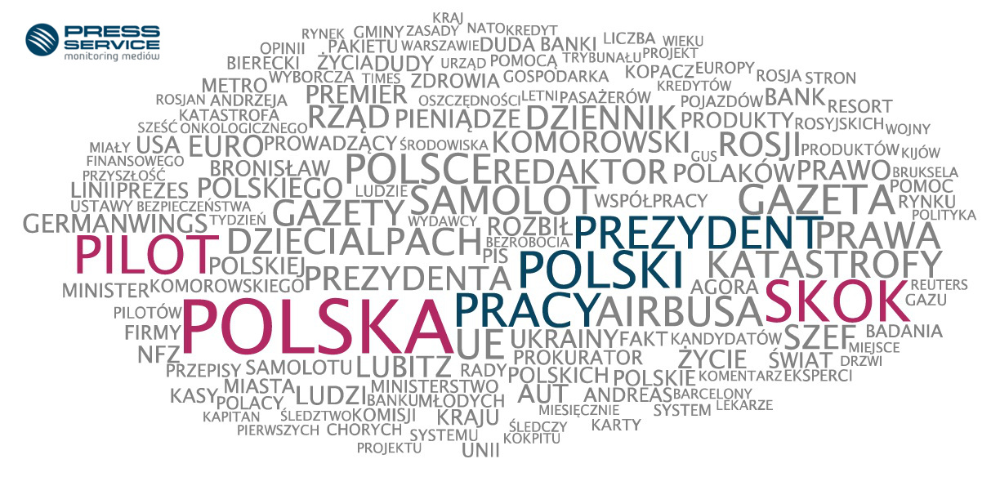 PRESS
SERVICE
monitoring mediów
KRAJ
RYNEK GMINY ZASADY NATO KREDYT
OPINII PAKIETU WARSZAWIE DUDA BANKI LICZBA WIEKU
BIERECKI ŻYCIA DUDY URZĄD POMOCĄ TRYBUNAŁU PROJEKT
METRO WYBORCZA TIMES ZDROWIA GOSPODARKA KOPACZ EUROPY ROSJA STRON
ROSJAN ANDRZEJA PREMIER OSZCZĘDNOŚCI LETNI PASAŻERÓW KREDYTÓW POJAZDÓW BANK RESORT
KATASTROFA RZĄD PIENIĄDZE DZIENNIK PRODUKTY ROSYJSKICH WOJNY
SZEŚĆ ONKOLOGICZNEGO
MIAŁY USA EURO PROWADZĄCY ŚRODOWISKA KOMOROWSKI GUS ROSJI PRODUKTÓW KIJÓW
FINANSOWEGO
PRZYSZŁOŚĆ BRONISŁAW POLSCE REDAKTOR POLAKÓW PRAWO BRUKSELA
LINII PREZES POLSKIEGO LUDZIE SAMOLOT WSPÓŁPRACY GAZETA POMOC
USTAWY BEZPIECZEŃSTWA GAZETY RYNKU
GERMANWINGS TYDZIEŃ WYDAWCY ROZBIŁ PREZYDENT PRAWA POLITYKA
PILOT DZIECI ALPACH BEZROBOCIA
POLSKIEJ PREZYDENTA PIS POLSKI KATASTROFY
MINISTER KOMOROWSKIEGO AGORA SKOK REUTERS
PILOTÓW POLSKA PRACY AIRBUSA GAZU
FIRMY UE UKRAINY FAKT KANDYDATÓW SZEF BADANIA
NFZ PROKURATOR ŻYCIE ŚWIAT MIEJSCE
PRZEPISY SAMOLOTU LUBITZ RADY POLSKICH POLSKIE KOMENTARZ EKSPERCI DRZWI
KASY MIASTA LUDZI MINISTERSTWO AUT ANDREAS BARCELONY
POLACY BANKU MŁODYCH MIESIĘCZNIE SYSTEM LEKARZE
KAPITAN ŚLEDZTWO KOMISJI KRAJU
PIERWSZYCH CHORYCH SYSTEMU ŚLEDCZY KARTY
KOKPITU
PROJEKTU UNII